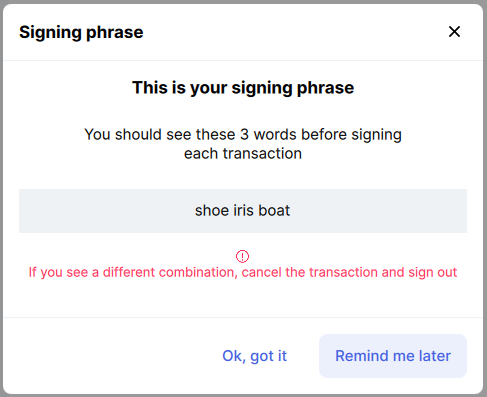 Signing phrase
This is your signing phrase
You should see these 3 words before signing
each transaction
shoe iris boat
If you see a different combination, cancel the transaction and sign out
Ok, got it
Remind me later